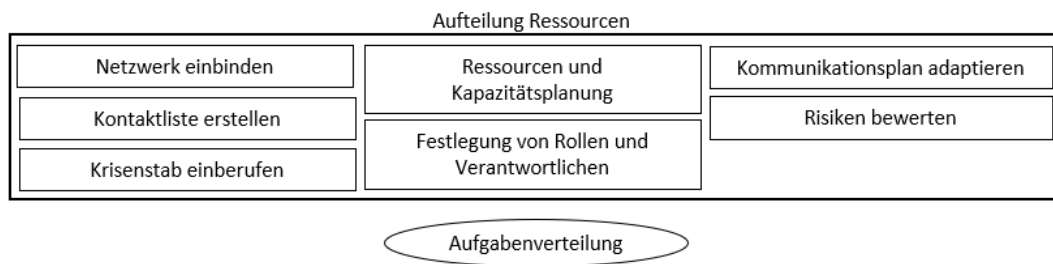 Aufteilung Ressourcen
Netzwerk einbinden
Kontaktliste erstellen
Krisenstab einberufen
Ressourcen und
Kapazitätsplanung
Festlegung von Rollen und
Verantwortlichen
Kommunikationsplan adaptieren
Risiken bewerten
Aufgabenverteilung